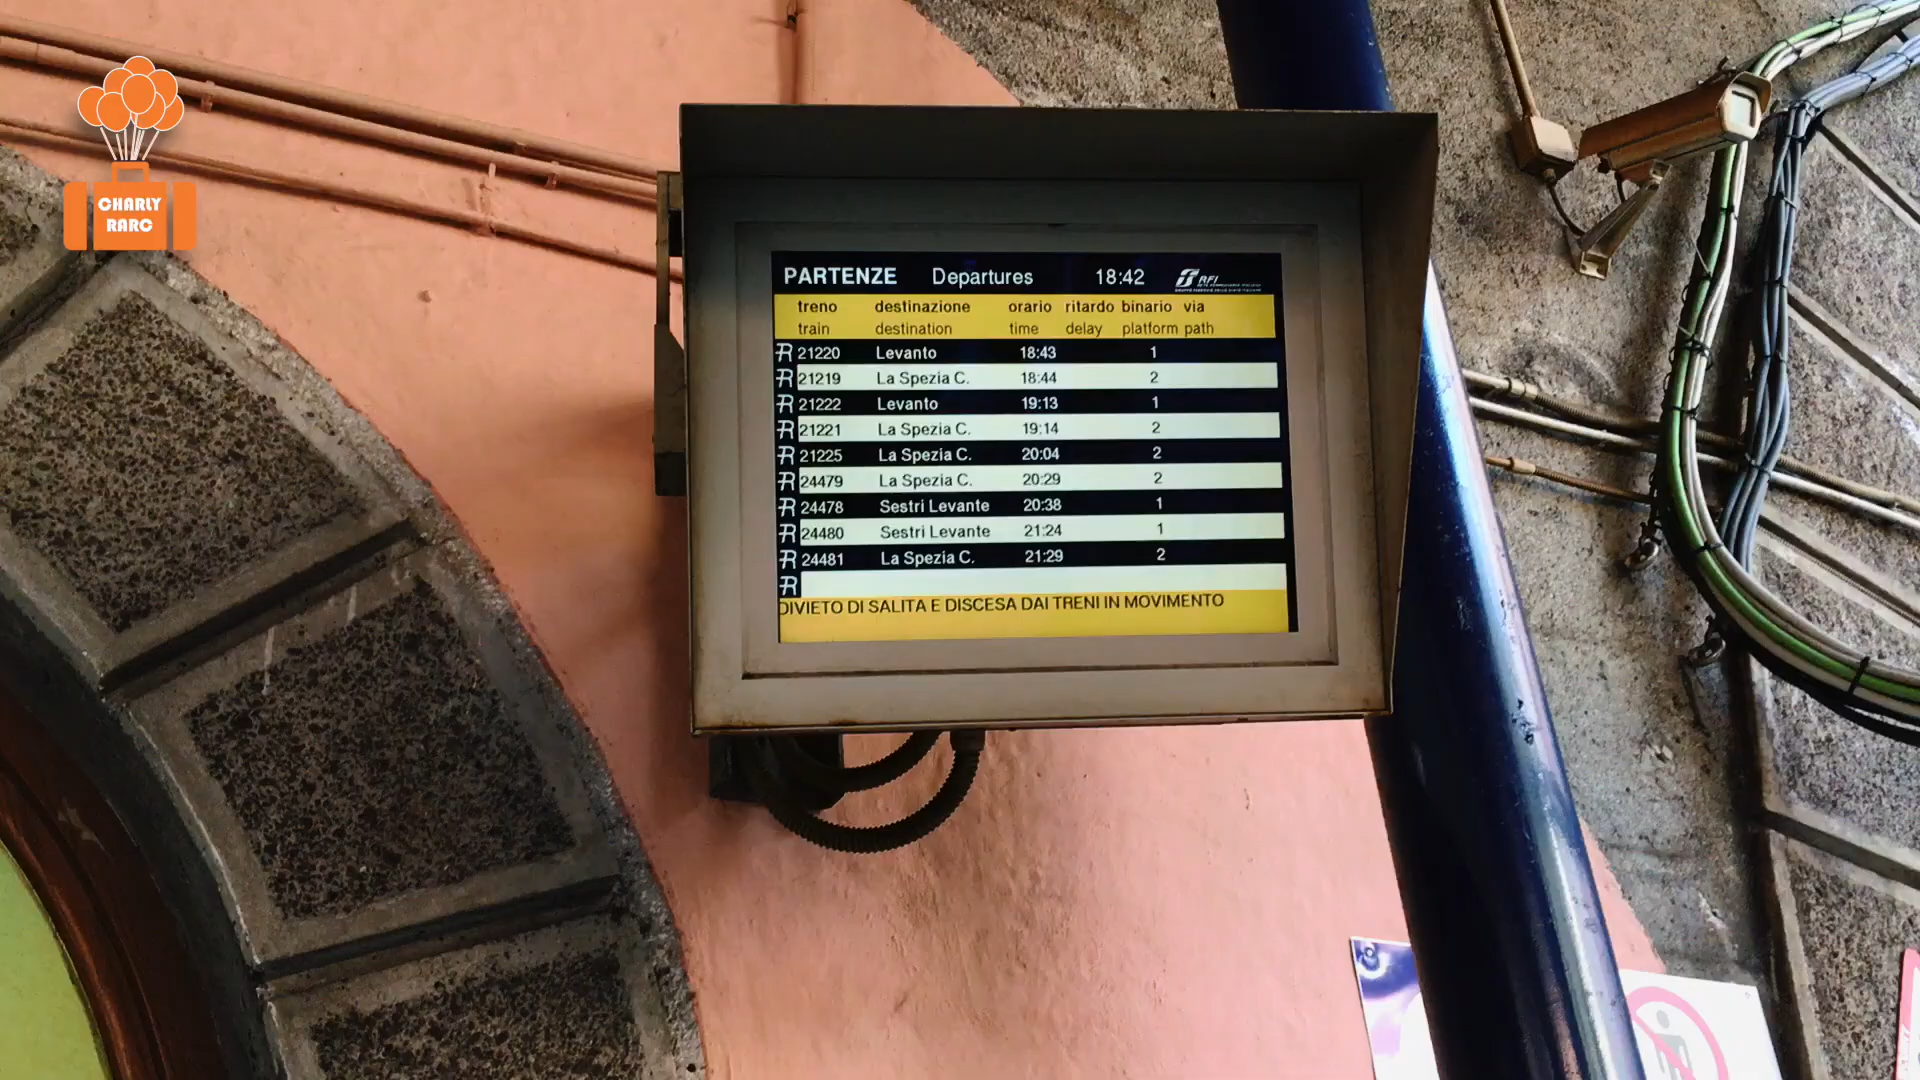 CHARLY
RARC
PARTENZE Departures 18:42 RFI
treno destinazione orario ritardo binario via
train destination time delay platform path
R 21220 Levanto 18:43 1
R 21219 La Spezia C. 18:44 2
R 21222 Levanto 19:13 1
R 21221 La Spezia C. 19:14 2
R 21225 La Spezia C. 20:04 2
R 24479 La Spezia C. 20:29 2
R 24478 Sestri Levante 20:38 1
R 24480 Sestri Levante 21:24 1
R 24481 La Spezia C. 21:29 2
R
DIVIETO DI SALITA E DISCESA DAI TRENI IN MOVIMENTO